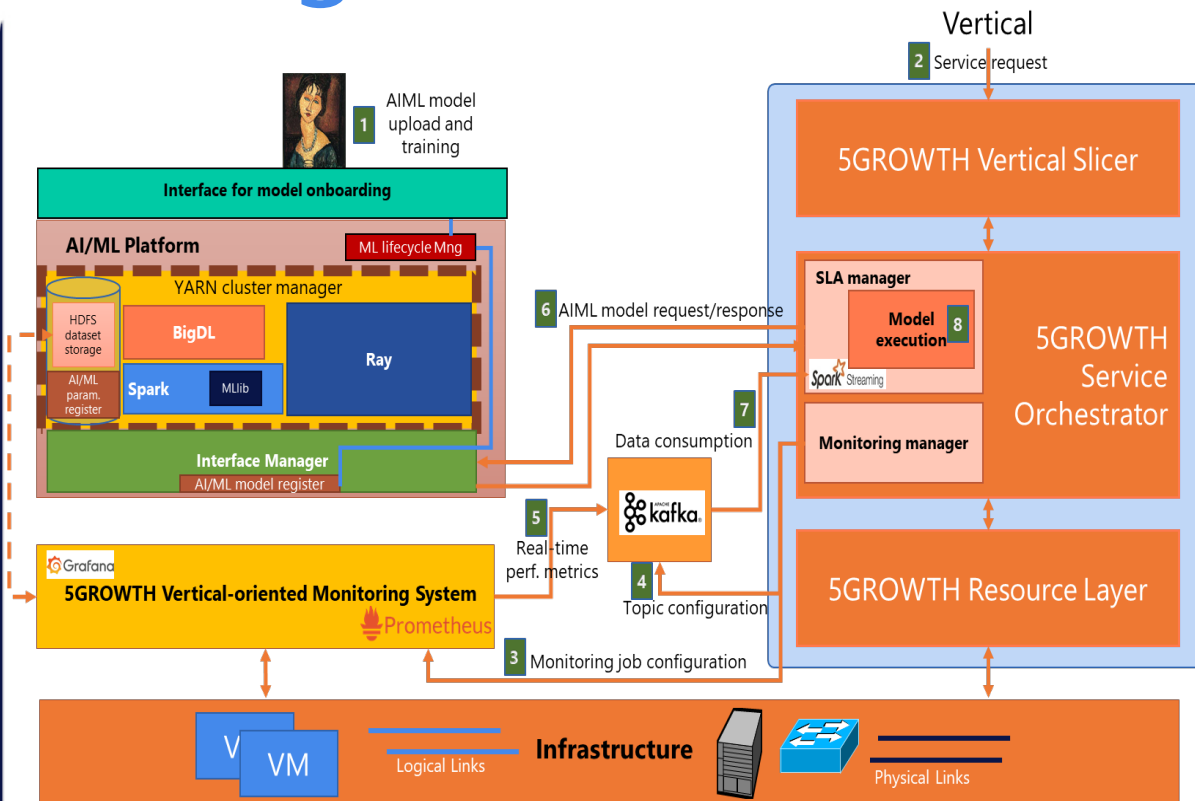 Vertical
2 Service request
1
AIML model
upload and
training
5GROWTH Vertical Slicer
Interface for model onboarding
AI/ML Platform
ML lifecycle Mng
YARN cluster manager
HDFS
dataset
storage
BigDL
Ray
AI/ML
param.
register
Spark
MLlib
Interface Manager
AI/ML model register
6 AIML model request/response
SLA manager
Model
execution
8
Spark Streaming
5GROWTH
Service
Orchestrator
7
Data consumption
Monitoring manager
APACHE
kafka
5
Real-time
perf. metrics
4
Topic configuration
Grafana
5GROWTH Vertical-oriented Monitoring System
Prometheus
5GROWTH Resource Layer
3 Monitoring job configuration
V
VM
Logical Links
Infrastructure
Physical Links